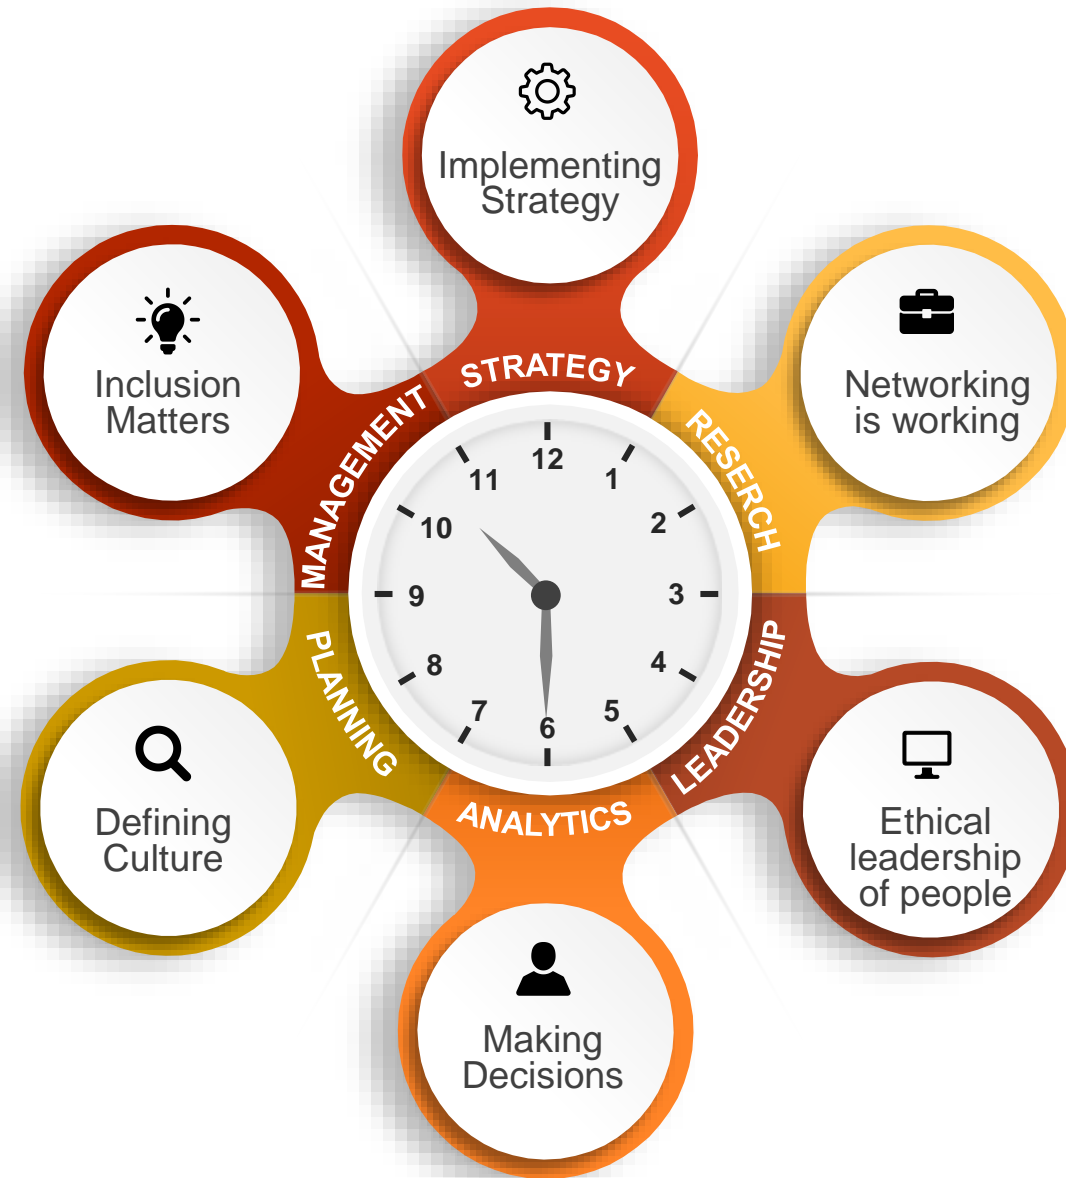 Implementing
Strategy
STRATEGY
Networking
is working
RESERCH
Ethical
leadership
of people
LEADERSHIP
Making
Decisions
ANALYTICS
Defining
Culture
PLANNING
Inclusion
Matters
MANAGEMENT
12
1
2
3
4
5
6
7
8
9
10
11